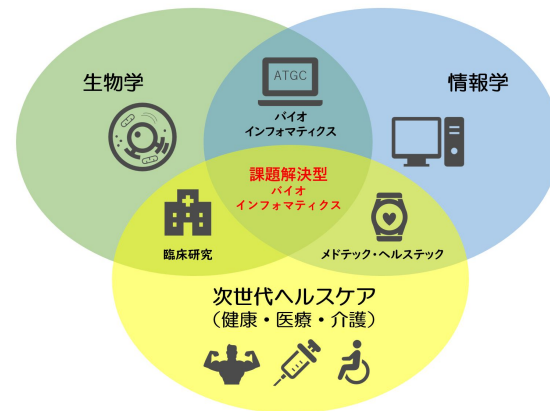 生物学
情報学
ATGC
バイオ
インフォマティクス
課題解決型
バイオ
インフォマティクス
臨床研究
メドテック・ヘルステック
次世代ヘルスケア
（健康・医療・介護）